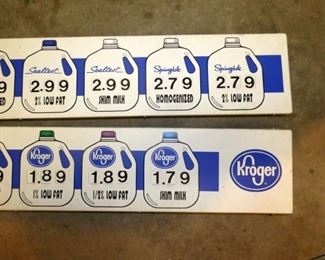 Sealtest Sealtest Springdale Springdale
2.99 2.99 2.79 2.79
2% LOW FAT SKIM MILK HOMOGENIZED 2% LOW FAT
Kroger Kroger Kroger Kroger
1.89 1.89 1.79
1% LOW FAT 1/2% LOW FAT SKIM MILK